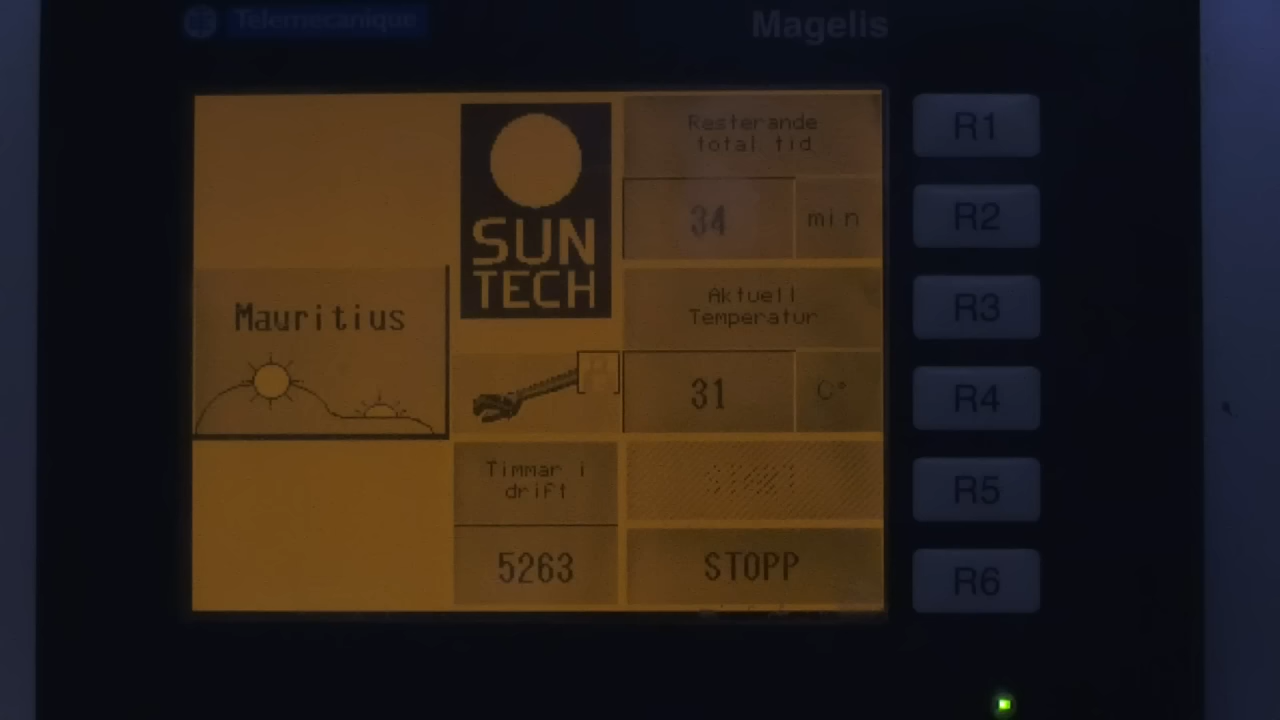 Telemecanique
Magelis
Mauritius
SUN
TECH
Resterande
total tid
34 min
Aktuell
Temperatur
31 C°
Timmar i
drift
5263
STOPP
R1
R2
R3
R4
R5
R6